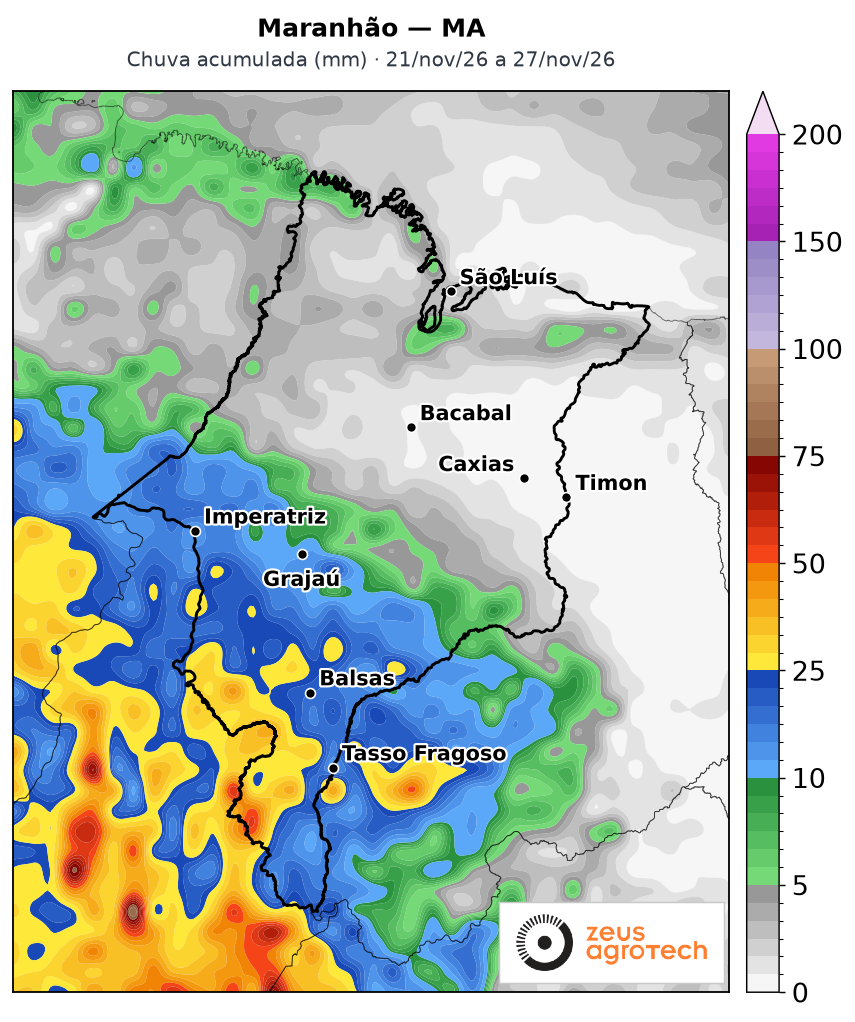 Maranhão — MA
Chuva acumulada (mm) · 21/nov/26 a 27/nov/26
200
150
100
75
50
25
10
5
0
São Luís
Bacabal
Caxias
Timon
Imperatriz
Grajaú
Balsas
Tasso Fragoso
zeus
agrotech